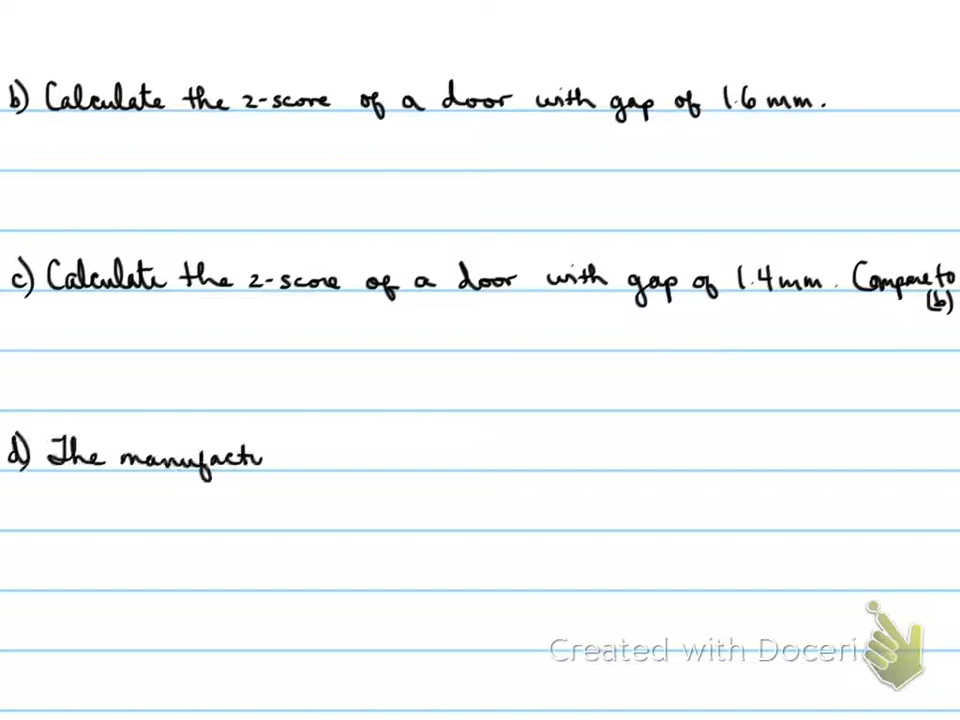 b) Calculate the z-score of a door with gap of 1.6 mm.
c) Calculate the z-score of a door with gap of 1.4 mm. Compare to
(b)
d) The manufactu
Created with Doceri